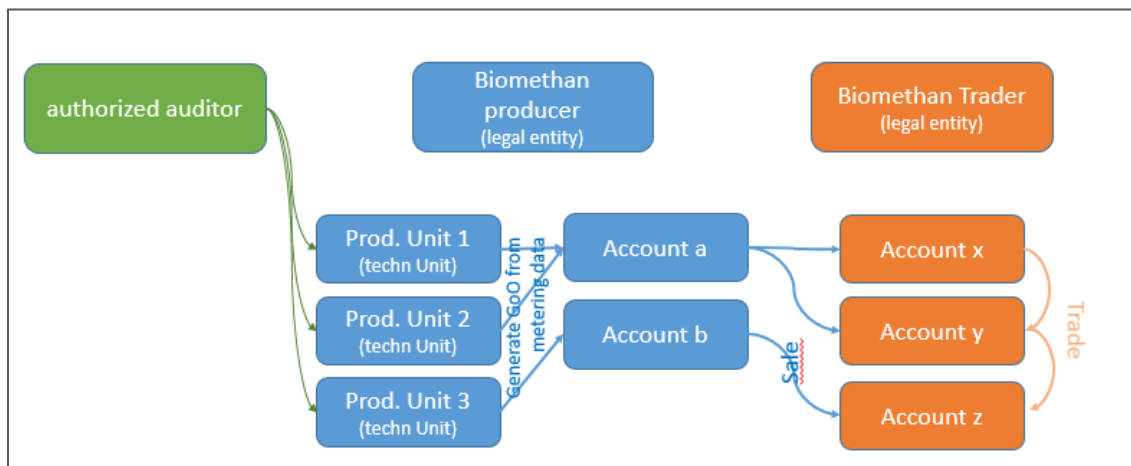 authorized auditor
Biomethan
producer
(legal entity)
Biomethan Trader
(legal entity)
Prod. Unit 1
(techn Unit)
Prod. Unit 2
(techn Unit)
Prod. Unit 3
(techn Unit)
Generate GoO from
metering data
Account a
Account b
Sale
Account x
Account y
Account z
Trade